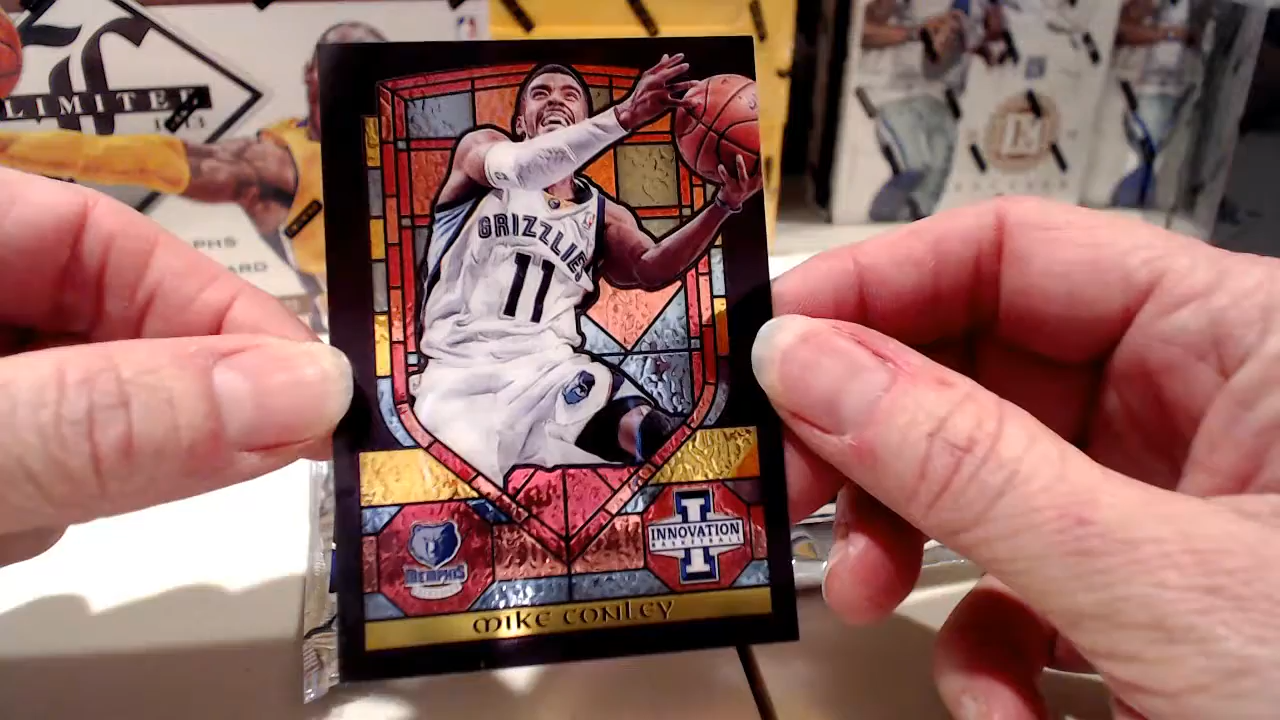 LIMITED
GRIZZLIES
11
INNOVATION
BASKETBALL
MEMPHIS
MIKE CONLEY